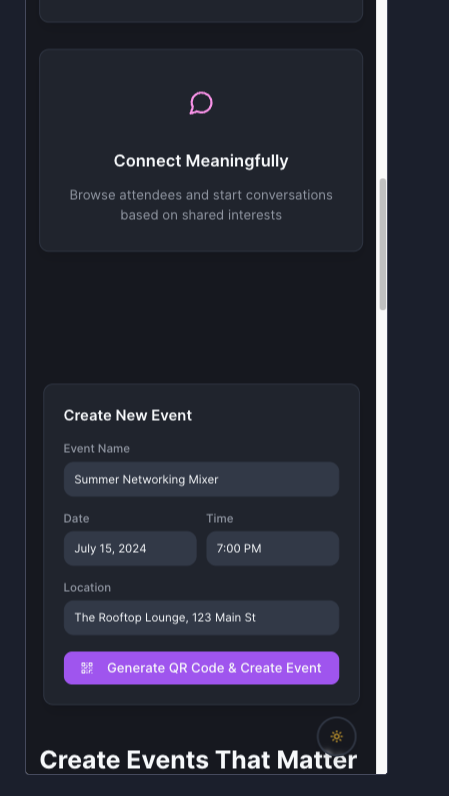 Connect Meaningfully
Browse attendees and start conversations
based on shared interests
Create New Event
Event Name
Summer Networking Mixer
Date
Time
July 15, 2024
7:00 PM
Location
The Rooftop Lounge, 123 Main St
Generate QR Code & Create Event
Create Events That Matter